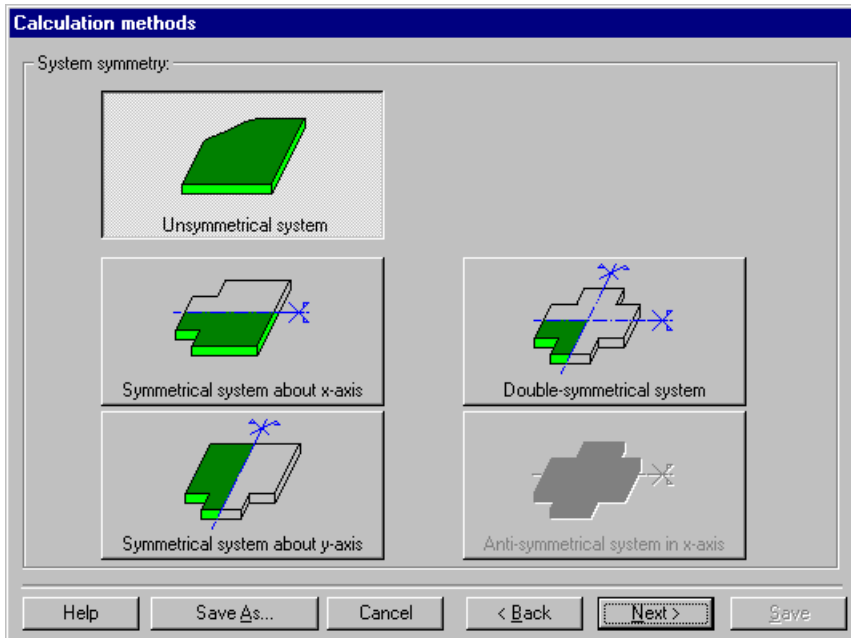 Calculation methods
System symmetry:
Unsymmetrical system
Symmetrical system about x-axis
Double-symmetrical system
Symmetrical system about y-axis
Anti-symmetrical system in x-axis
Help Save As... Cancel < Back Next > Save